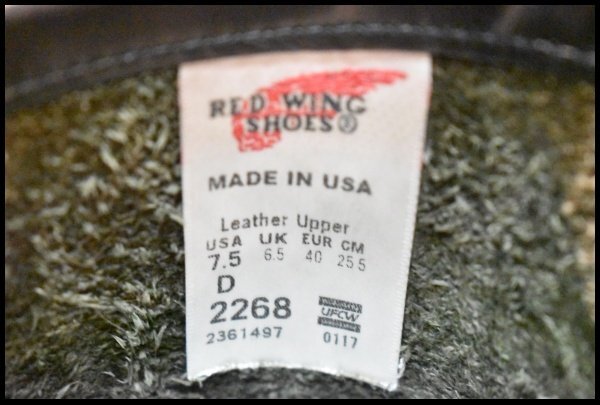 RED WING
SHOES®
MADE IN USA
Leather Upper
USA UK EUR CM
7.5 6.5 40 25.5
D
2268
UFCW
2361497 0117